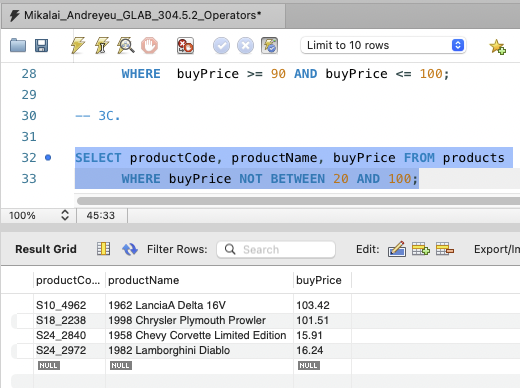 Mikalai_Andreyeu_GLAB_304.5.2_Operators*
Limit to 10 rows
28 WHERE buyPrice >= 90 AND buyPrice <= 100;
29
30 -- 3C.
31
32 SELECT productCode, productName, buyPrice FROM products
33 WHERE buyPrice NOT BETWEEN 20 AND 100;
100% 45:33
Result Grid Filter Rows: Search Edit: Export/Im
productCo... productName buyPrice
S10_4962 1962 LanciaA Delta 16V 103.42
S18_2238 1998 Chrysler Plymouth Prowler 101.51
S24_2840 1958 Chevy Corvette Limited Edition 15.91
S24_2972 1982 Lamborghini Diablo 16.24
NULL NULL NULL